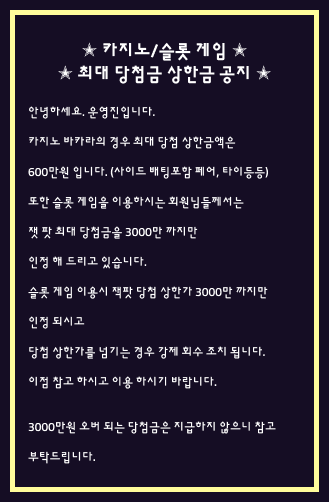 ★ 카지노/슬롯 게임 ★
★ 최대 당첨금 상한금 공지 ★
안녕하세요. 운영진입니다.
카지노 바카라의 경우 최대 당첨 상한금액은
600만원 입니다. (사이드 배팅포함 페어, 타이등등)
또한 슬롯 게임을 이용하시는 회원님들께서는
잿 팟 최대 당첨금을 3000만 까지만
인정 해 드리고 있습니다.
슬롯 게임 이용시 잭팟 당첨 상한가 3000만 까지만
인정 되시고
당첨 상한가를 넘기는 경우 강제 회수 조치 됩니다.
이점 참고 하시고 이용 하시기 바랍니다.
3000만원 오버 되는 당첨금은 지급하지 않으니 참고
부탁드립니다.